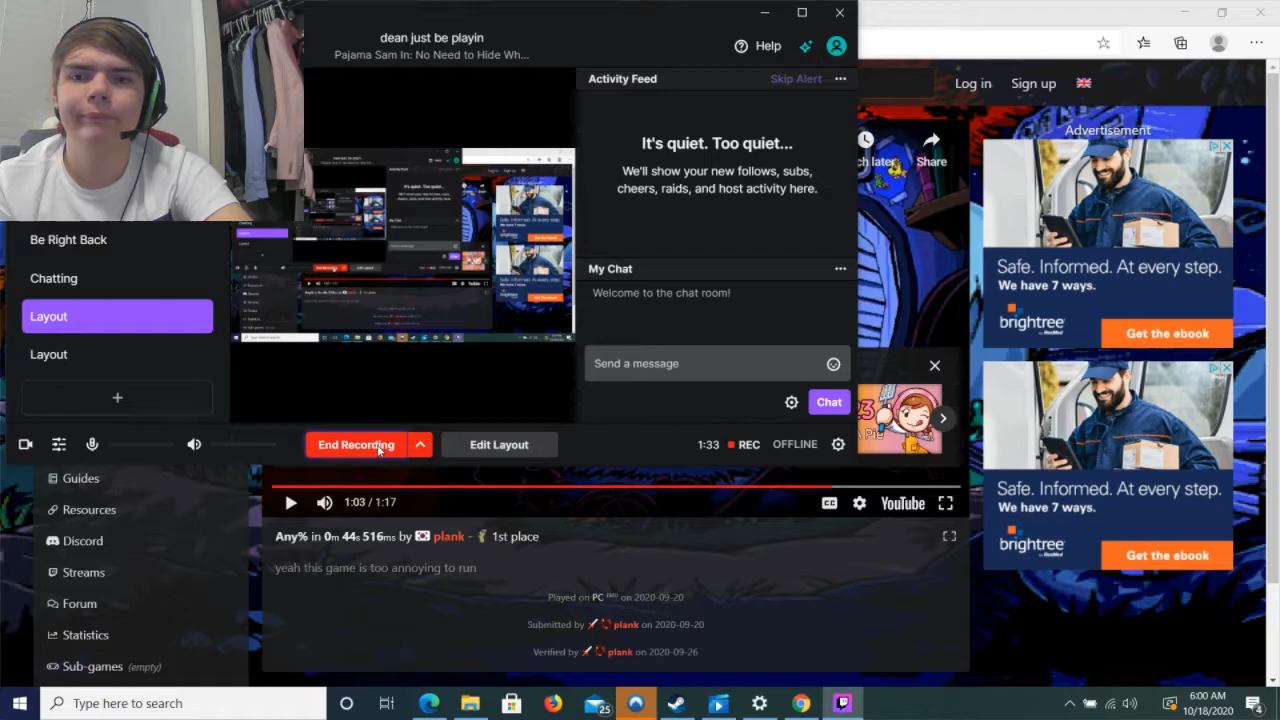 dean just be playin
Pajama Sam In: No Need to Hide Wh...
Help
Activity Feed
Skip Alert
It's quiet. Too quiet...
We'll show your new follows, subs,
cheers, raids, and host activity here.
My Chat
Welcome to the chat room!
Send a message
Chat
Be Right Back
Chatting
Layout
Layout
+
End Recording
Edit Layout
1:33 REC OFFLINE
Log in
Sign up
ch later
Share
Advertisement
Safe. Informed. At every step.
We have 7 ways.
brightree
Get the ebook
Safe. Informed. At every step.
We have 7 ways.
brightree
Get the ebook
Guides
Resources
Discord
Streams
Forum
Statistics
Sub-games (empty)
1:03 / 1:17
CC
YouTube
Any% in 0m 44s 516ms by plank - 1st place
yeah this game is too annoying to run
Played on PC on 2020-09-20
Submitted by plank on 2020-09-20
Verified by plank on 2020-09-26
Type here to search
25
6:00 AM
10/18/2020
4